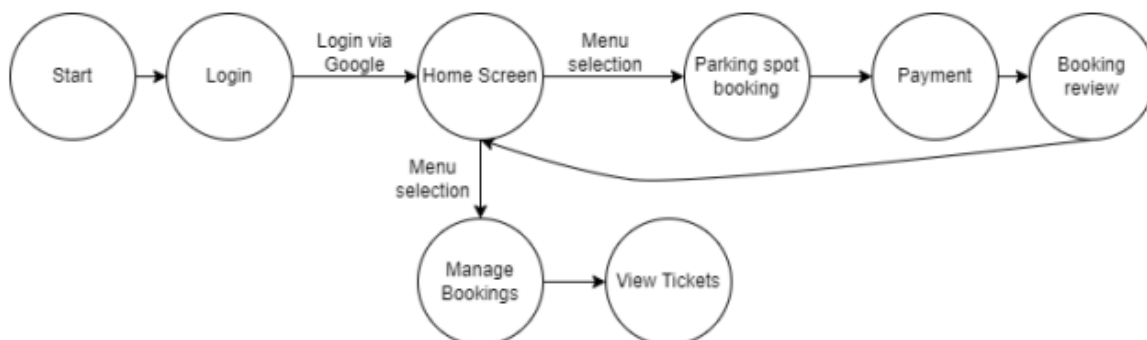 Start
Login
Login via
Google
Home Screen
Menu
selection
Parking spot
booking
Payment
Booking
review
Menu
selection
Manage
Bookings
View Tickets